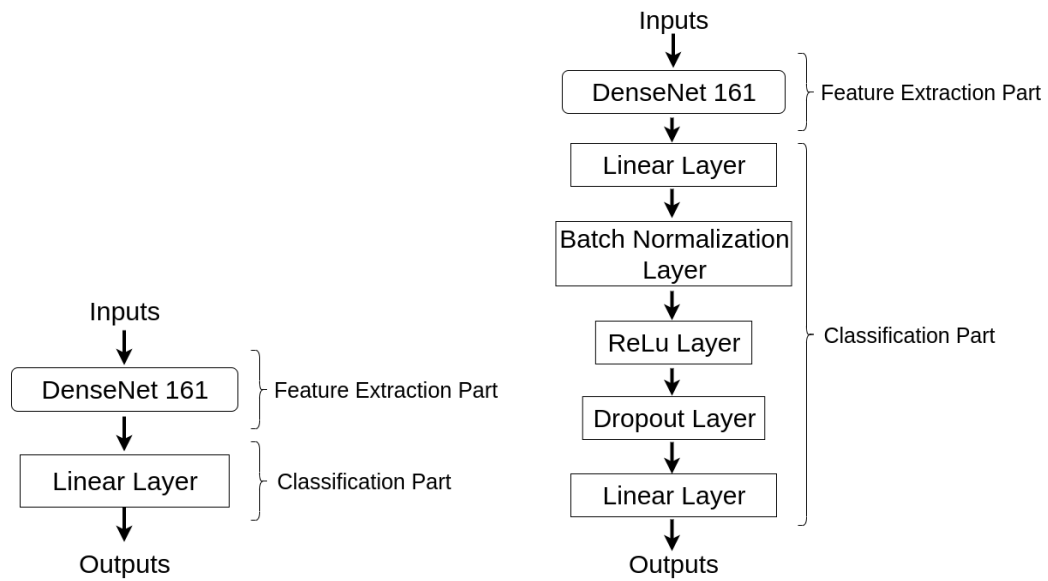 Inputs
DenseNet 161
Feature Extraction Part
Linear Layer
Classification Part
Outputs
Inputs
DenseNet 161
Feature Extraction Part
Linear Layer
Batch Normalization
Layer
ReLu Layer
Classification Part
Dropout Layer
Linear Layer
Outputs